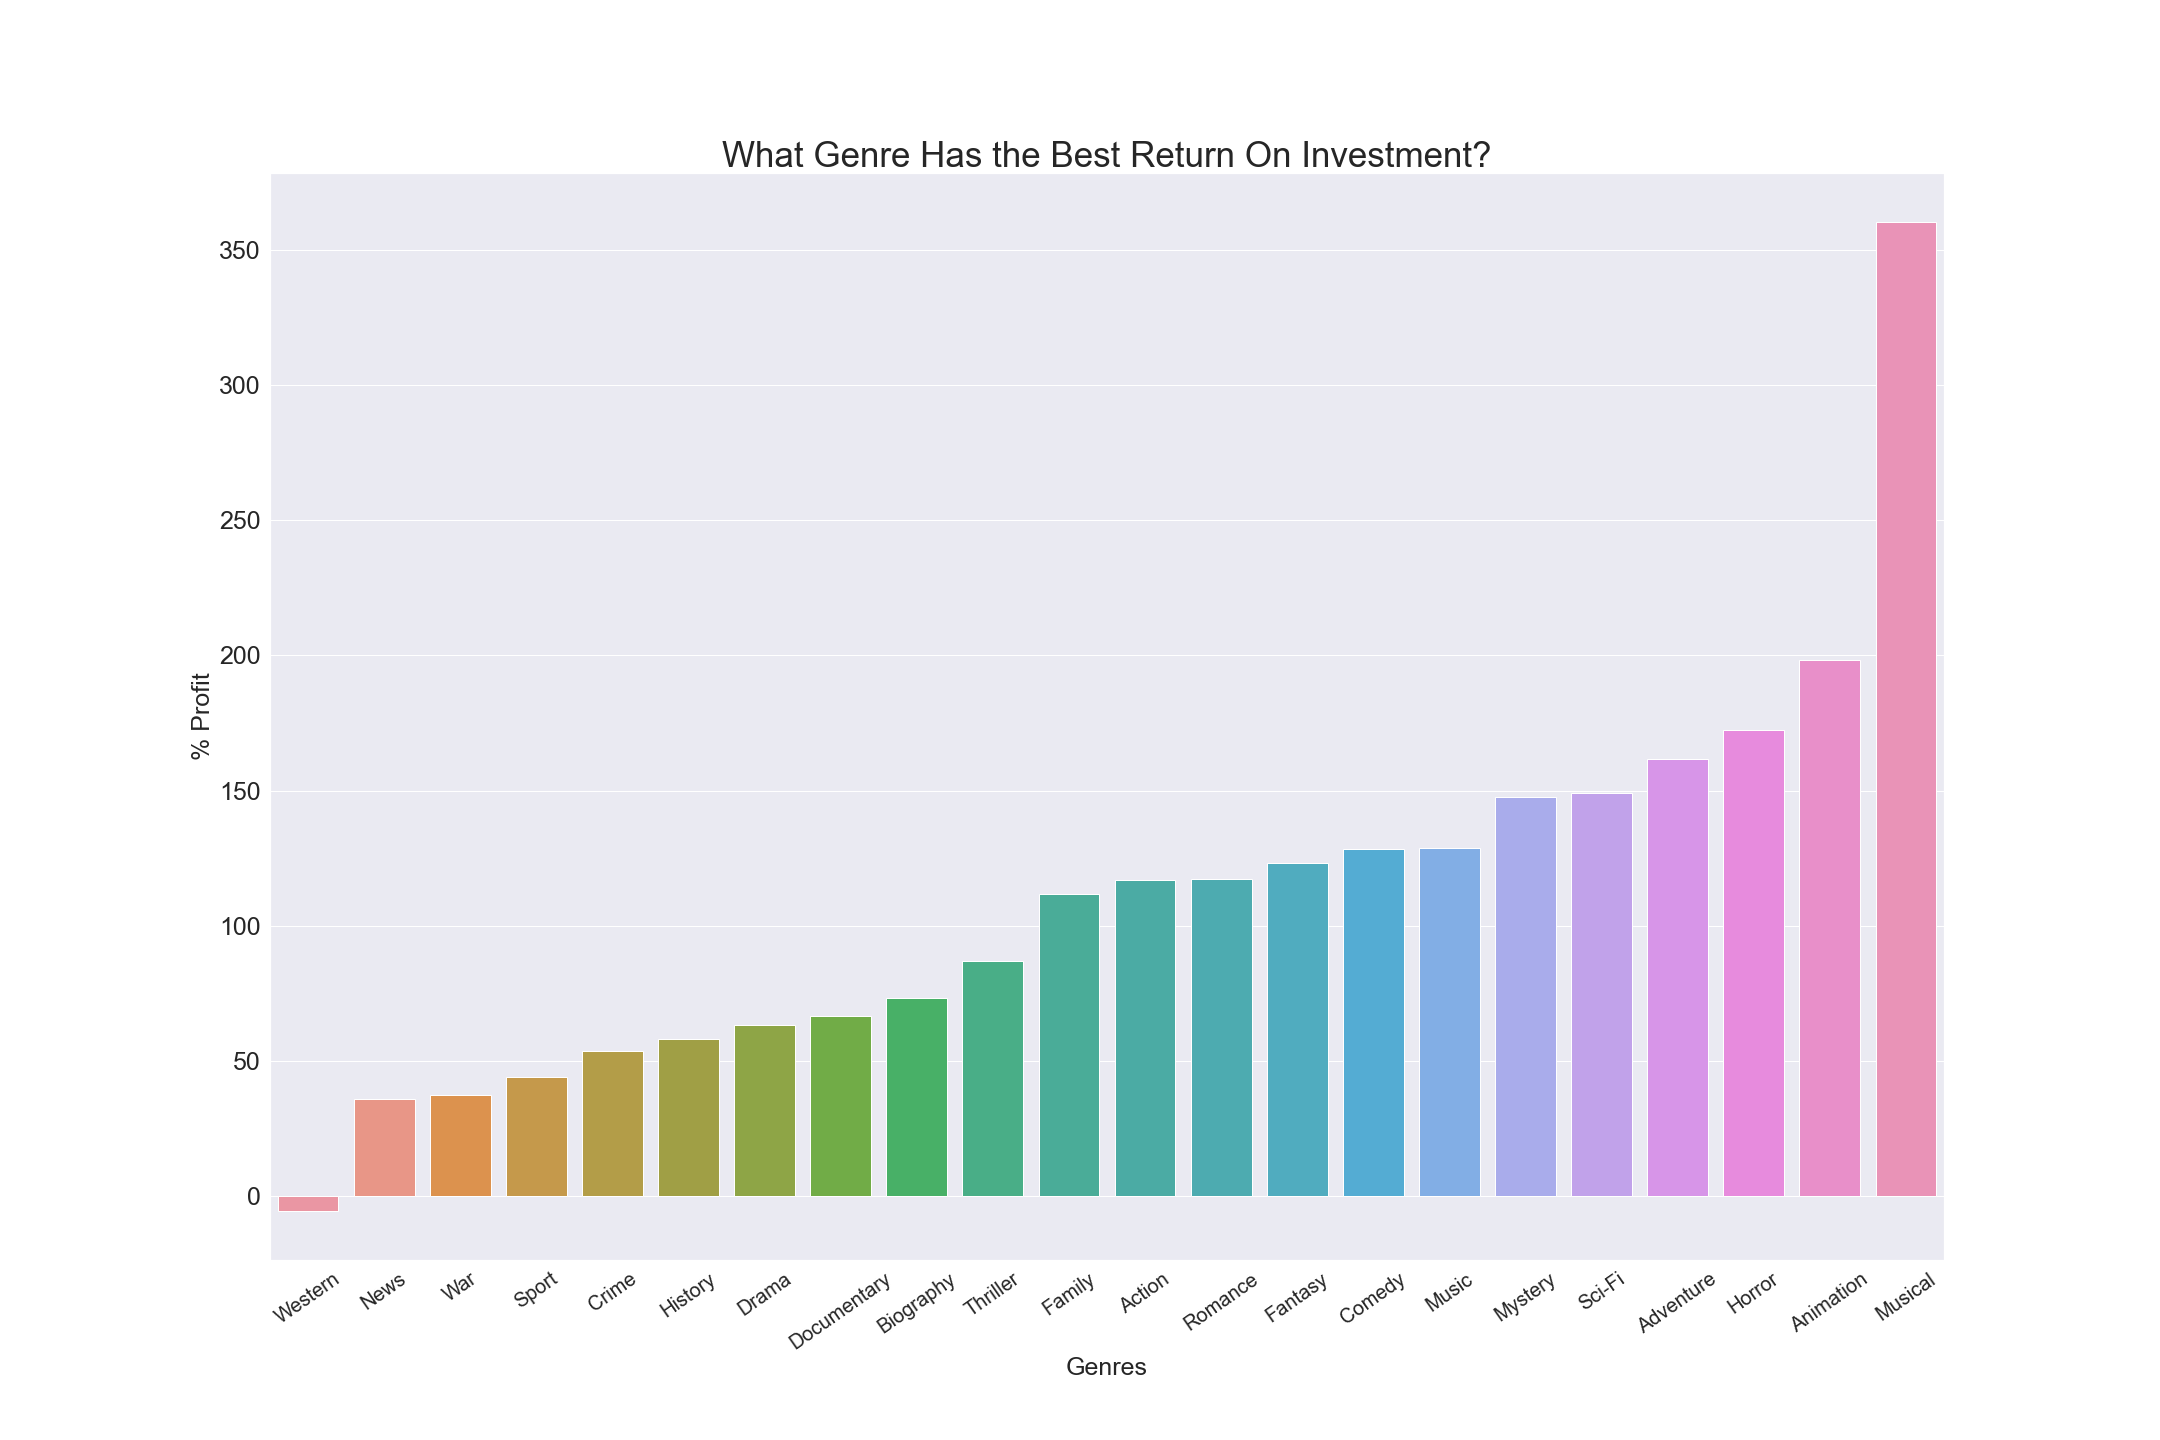 What Genre Has the Best Return On Investment?
350
300
250
200
150
100
50
0
% Profit
Western
News
War
Sport
Crime
History
Drama
Documentary
Biography
Thriller
Family
Action
Romance
Fantasy
Comedy
Music
Mystery
Sci-Fi
Adventure
Horror
Animation
Musical
Genres